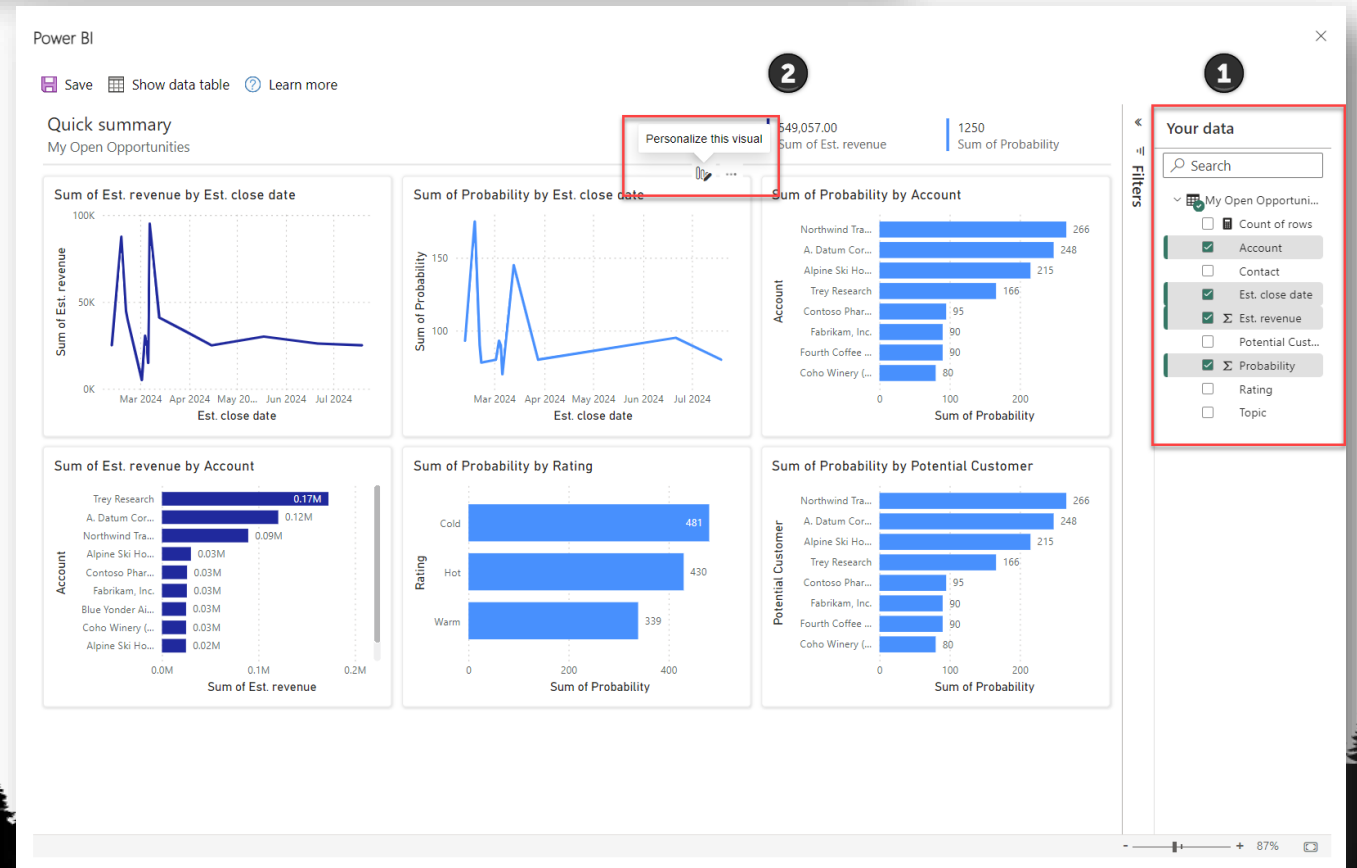 Power BI
Save Show data table Learn more
2
1
Quick summary
My Open Opportunities
Personalize this visual
549,057.00
Sum of Est. revenue
1250
Sum of Probability
Filters
Your data
Search
My Open Opportuni...
Count of rows
Account
Contact
Est. close date
Σ Est. revenue
Potential Cust...
Σ Probability
Rating
Topic
Sum of Est. revenue by Est. close date
Sum of Est. revenue
100K
50K
0K
Mar 2024 Apr 2024 May 20... Jun 2024 Jul 2024
Est. close date
Sum of Probability by Est. close date
Sum of Probability
150
100
Mar 2024 Apr 2024 May 2024 Jun 2024 Jul 2024
Est. close date
Sum of Probability by Account
Account
Northwind Tra... 266
A. Datum Cor... 248
Alpine Ski Ho... 215
Trey Research 166
Contoso Phar... 95
Fabrikam, Inc. 90
Fourth Coffee ... 90
Coho Winery (... 80
0 100 200
Sum of Probability
Sum of Est. revenue by Account
Account
Trey Research 0.17M
A. Datum Cor... 0.12M
Northwind Tra... 0.09M
Alpine Ski Ho... 0.03M
Contoso Phar... 0.03M
Fabrikam, Inc. 0.03M
Blue Yonder Ai... 0.03M
Coho Winery (... 0.03M
Alpine Ski Ho... 0.02M
0.0M 0.1M 0.2M
Sum of Est. revenue
Sum of Probability by Rating
Rating
Cold 481
Hot 430
Warm 339
0 200 400
Sum of Probability
Sum of Probability by Potential Customer
Potential Customer
Northwind Tra... 266
A. Datum Cor... 248
Alpine Ski Ho... 215
Trey Research 166
Contoso Phar... 95
Fabrikam, Inc. 90
Fourth Coffee ... 90
Coho Winery (... 80
0 100 200
Sum of Probability
- + 87%